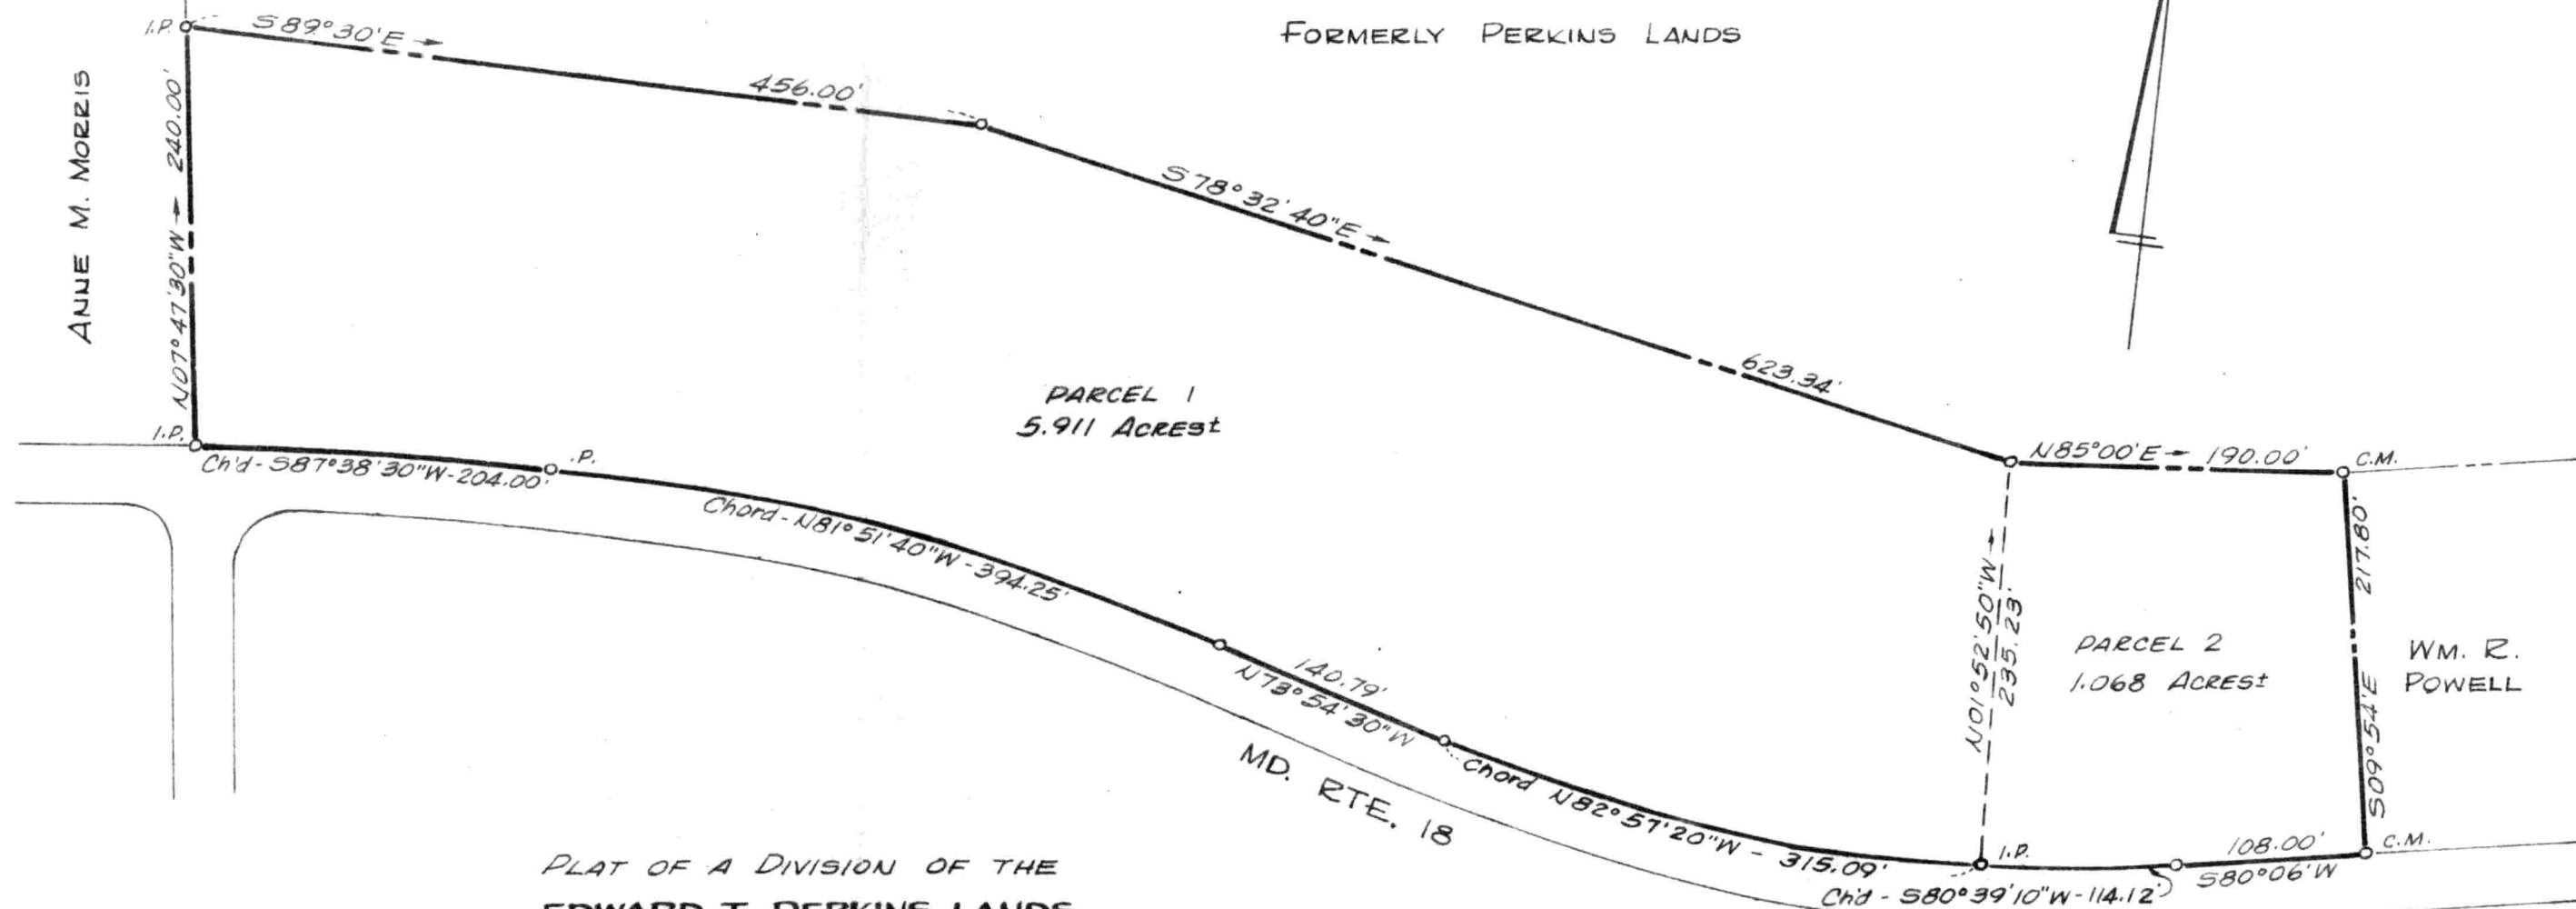 FORMERLY PERKINS LANDS
I.P.
S89°30'E
456.00'
ANNE M. MORRIS
N07°47'30"W 240.00'
S78°32'40"E
623.34'
PARCEL 1
5.911 ACRES±
I.P.
Ch'd - S87°38'30"W - 204.00'
.P.
Chord - N81°51'40"W - 394.25'
N85°00'E 190.00'
C.M.
217.80'
S09°54'E
N01°52'50"W
235.23'
PARCEL 2
1.068 ACRES±
WM. R.
POWELL
140.79'
N73°54'30"W
MD. RTE. 18
Chord N82°57'20"W - 315.09'
I.P.
108.00'
C.M.
S80°06'W
Ch'd - S80°39'10"W - 114.12'
PLAT OF A DIVISION OF THE
EDWARD T. PERKINS LANDS